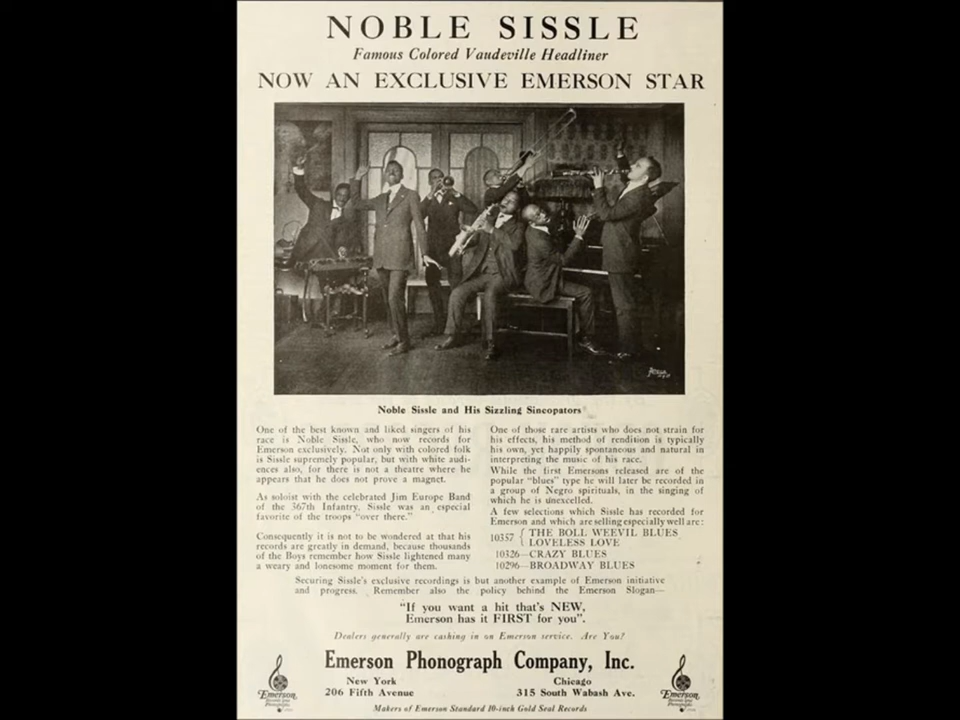 NOBLE SISSLE
Famous Colored Vaudeville Headliner
NOW AN EXCLUSIVE EMERSON STAR
Noble Sissle and His Sizzling Sincopators
One of the best known and liked singers of his
race is Noble Sissle, who now records for
Emerson exclusively. Not only with colored folk
is Sissle supremely popular, but with white audi-
ences also, for there is not a theatre where he
appears that he does not prove a magnet.
As soloist with the celebrated Jim Europe Band
of the 367th Infantry, Sissle was an especial
favorite of the troops "over there."
Consequently it is not to be wondered at that his
records are greatly in demand, because thousands
of the Boys remember how Sissle lightened many
a weary and lonesome moment for them.
One of those rare artists who does not strain for
his effects, his method of rendition is typically
his own, yet happily spontaneous and natural in
interpreting the music of his race.
While the first Emersons released are of the
popular "blues" type he will later be recorded in
a group of Negro spirituals, in the singing of
which he is unexcelled.
A few selections which Sissle has recorded for
Emerson and which are selling especially well are:
10357 { THE BOLL WEEVIL BLUES
LOVELESS LOVE
10326—CRAZY BLUES
10296—BROADWAY BLUES
Securing Sissle's exclusive recordings is but another example of Emerson initiative
and progress. Remember also the policy behind the Emerson Slogan—
"If you want a hit that's NEW,
Emerson has it FIRST for you".
Dealers generally are cashing in on Emerson service. Are You?
Emerson Phonograph Company, Inc.
New York
206 Fifth Avenue
Chicago
315 South Wabash Ave.
Makers of Emerson Standard 10-inch Gold Seal Records
Emerson
Emerson